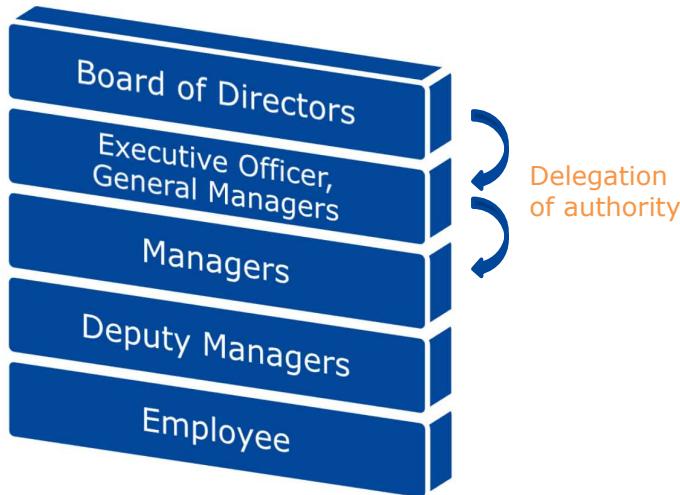 Board of Directors
Executive Officer,
General Managers
Delegation
of authority
Managers
Deputy Managers
Employee